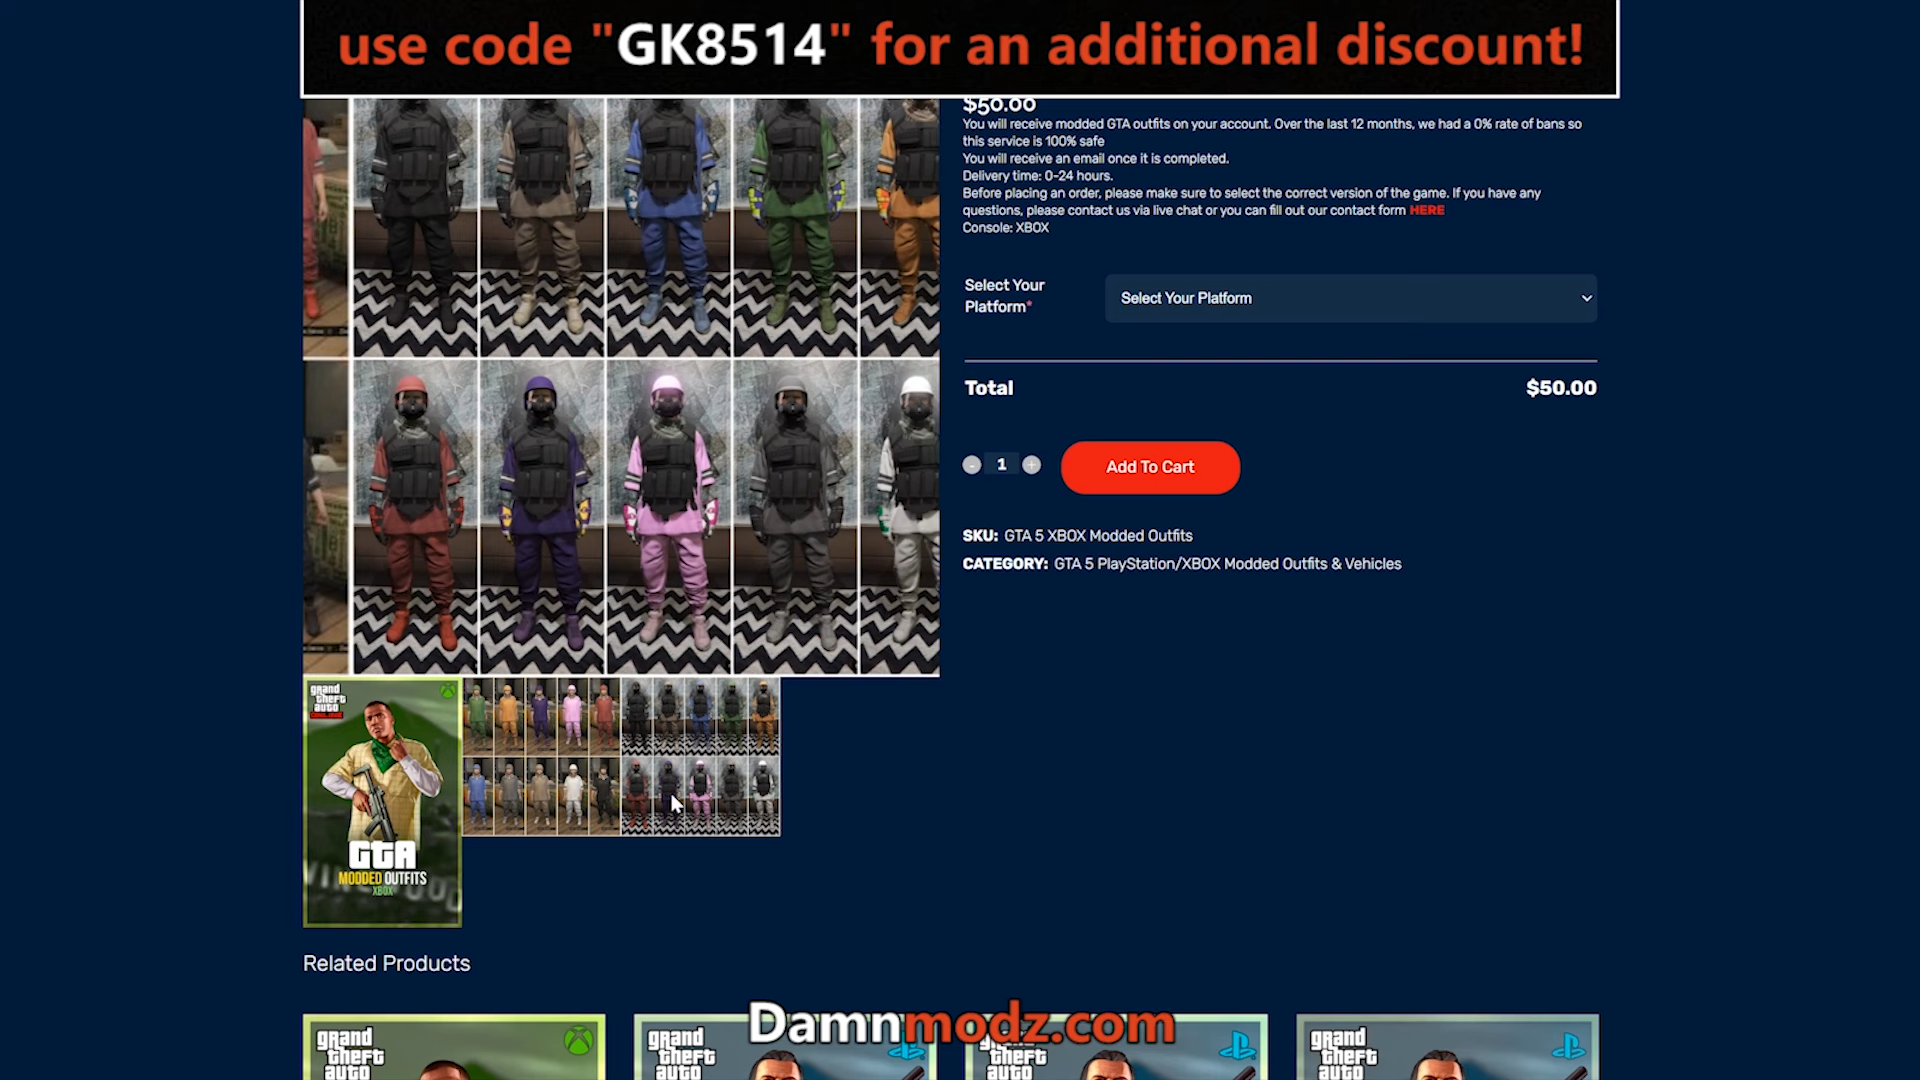 use code "GK8514" for an additional discount!
$50.00
You will receive modded GTA outfits on your account. Over the last 12 months, we had a 0% rate of bans so
this service is 100% safe
You will receive an email once it is completed.
Delivery time: 0-24 hours.
Before placing an order, please make sure to select the correct version of the game. If you have any
questions, please contact us via live chat or you can fill out our contact form HERE
Console: XBOX
Select Your
Platform*
Select Your Platform
Total $50.00
- 1 +
Add To Cart
SKU: GTA 5 XBOX Modded Outfits
CATEGORY: GTA 5 PlayStation/XBOX Modded Outfits & Vehicles
grand
theft
auto
GTA
MODDED OUTFITS
XBOX
Related Products
Damnmodz.com
grand
theft
auto
grand
theft
auto
grand
theft
auto
grand
theft
auto